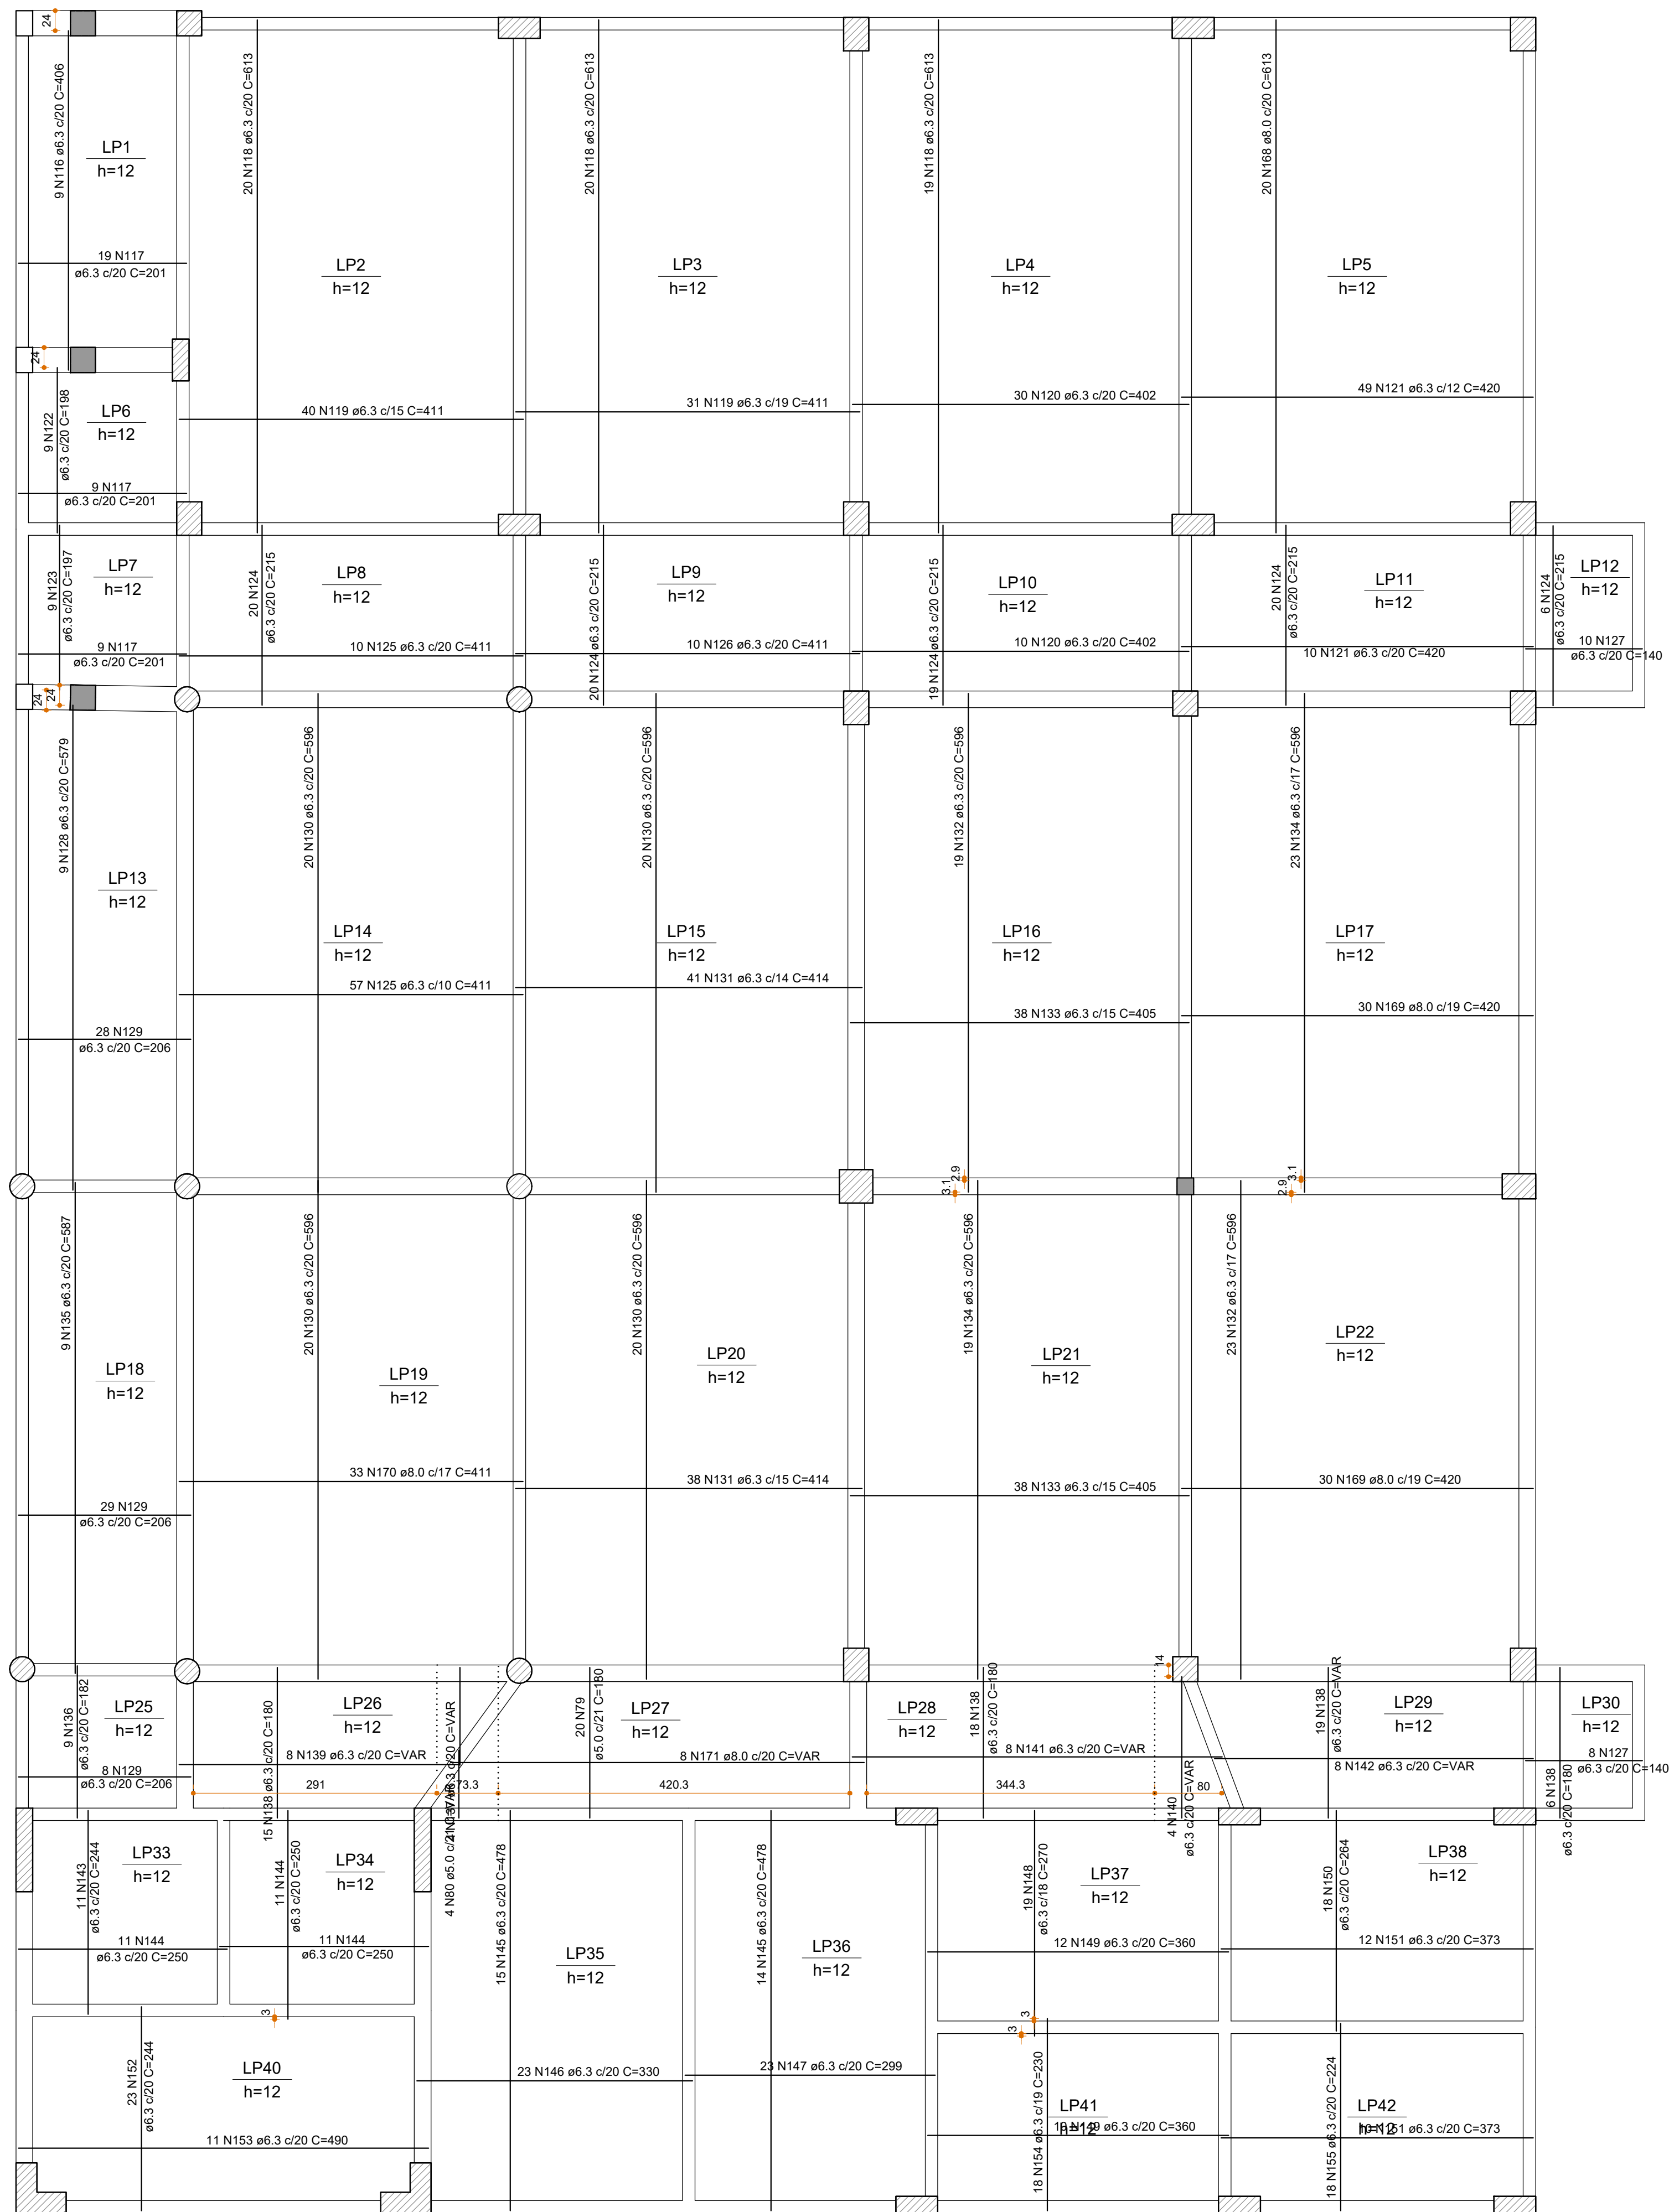 24
9 N116 ø6.3 c/20 C=406
LP1
h=12
19 N117
ø6.3 c/20 C=201
20 N118 ø6.3 c/20 C=613
LP2
h=12
40 N119 ø6.3 c/15 C=411
20 N118 ø6.3 c/20 C=613
LP3
h=12
31 N119 ø6.3 c/19 C=411
19 N118 ø6.3 c/20 C=613
LP4
h=12
30 N120 ø6.3 c/20 C=402
20 N168 ø8.0 c/20 C=613
LP5
h=12
49 N121 ø6.3 c/12 C=420
24
9 N122
ø6.3 c/20 C=198
LP6
h=12
9 N117
ø6.3 c/20 C=201
9 N123
ø6.3 c/20 C=197
LP7
h=12
9 N117
ø6.3 c/20 C=201
20 N124
ø6.3 c/20 C=215
LP8
h=12
10 N125 ø6.3 c/20 C=411
20 N124 ø6.3 c/20 C=215
LP9
h=12
10 N126 ø6.3 c/20 C=411
19 N124 ø6.3 c/20 C=215
LP10
h=12
10 N120 ø6.3 c/20 C=402
20 N124
ø6.3 c/20 C=215
LP11
h=12
10 N121 ø6.3 c/20 C=420
6 N124
ø6.3 c/20 C=215
LP12
h=12
10 N127
ø6.3 c/20 C=140
24
24
9 N128 ø6.3 c/20 C=579
LP13
h=12
28 N129
ø6.3 c/20 C=206
20 N130 ø6.3 c/20 C=596
LP14
h=12
57 N125 ø6.3 c/10 C=411
20 N130 ø6.3 c/20 C=596
LP15
h=12
41 N131 ø6.3 c/14 C=414
19 N132 ø6.3 c/20 C=596
LP16
h=12
38 N133 ø6.3 c/15 C=405
23 N134 ø6.3 c/17 C=596
LP17
h=12
30 N169 ø8.0 c/19 C=420
3.1
2.9
2.9
3.1
9 N135 ø6.3 c/20 C=587
LP18
h=12
29 N129
ø6.3 c/20 C=206
20 N130 ø6.3 c/20 C=596
LP19
h=12
33 N170 ø8.0 c/17 C=411
20 N130 ø6.3 c/20 C=596
LP20
h=12
38 N131 ø6.3 c/15 C=414
19 N134 ø6.3 c/20 C=596
LP21
h=12
38 N133 ø6.3 c/15 C=405
23 N132 ø6.3 c/17 C=596
LP22
h=12
30 N169 ø8.0 c/19 C=420
14
9 N136
ø6.3 c/20 C=182
LP25
h=12
8 N129
ø6.3 c/20 C=206
15 N138 ø6.3 c/20 C=180
LP26
h=12
8 N139 ø6.3 c/20 C=VAR
20 N79
ø5.0 c/21 C=180
LP27
h=12
8 N171 ø8.0 c/20 C=VAR
LP28
h=12
18 N138
ø6.3 c/20 C=180
8 N141 ø6.3 c/20 C=VAR
19 N138
ø6.3 c/20 C=VAR
LP29
h=12
8 N142 ø6.3 c/20 C=VAR
LP30
h=12
8 N127
ø6.3 c/20 C=140
6 N138
ø6.3 c/20 C=180
291
73.3
420.3
344.3
80
4 N140
ø6.3 c/20 C=VAR
4 N80 ø5.0 c/21 C=VAR
11 N143
ø6.3 c/20 C=244
LP33
h=12
11 N144
ø6.3 c/20 C=250
11 N144
ø6.3 c/20 C=250
LP34
h=12
11 N144
ø6.3 c/20 C=250
15 N145 ø6.3 c/20 C=478
LP35
h=12
23 N146 ø6.3 c/20 C=330
14 N145 ø6.3 c/20 C=478
LP36
h=12
23 N147 ø6.3 c/20 C=299
19 N148
ø6.3 c/18 C=270
LP37
h=12
12 N149 ø6.3 c/20 C=360
18 N150
ø6.3 c/20 C=264
LP38
h=12
12 N151 ø6.3 c/20 C=373
3
3
3
23 N152
ø6.3 c/20 C=244
LP40
h=12
11 N153 ø6.3 c/20 C=490
18 N154 ø6.3 c/19 C=230
LP41
h=12
N149 ø6.3 c/20 C=360
18 N155 ø6.3 c/20 C=224
LP42
h=12
10 N151 ø6.3 c/20 C=373